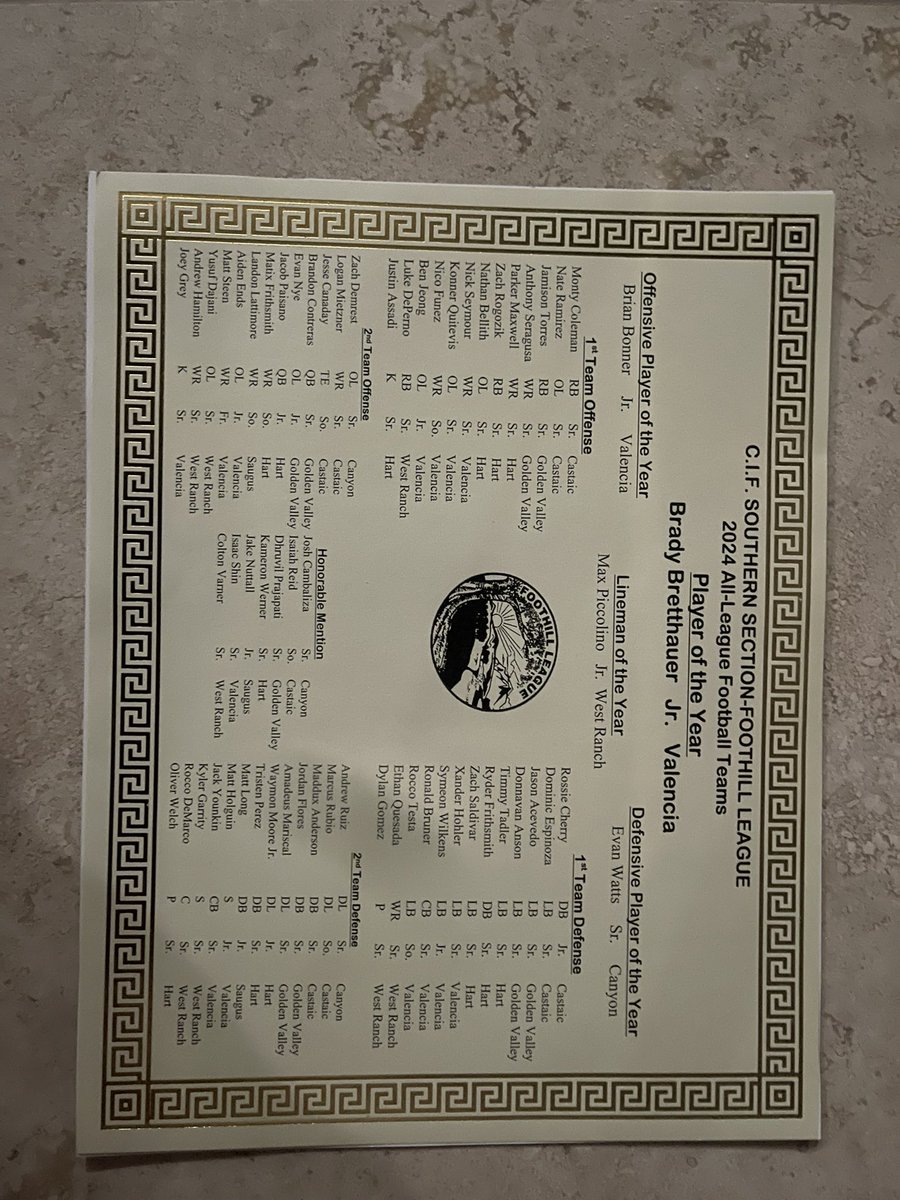 C.I.F. SOUTHERN SECTION-FOOTHILL LEAGUE
2024 All-League Football Teams
Player of the Year
Brady Bretthauer Jr. Valencia
Offensive Player of the Year
Brian Bonner Jr. Valencia
Lineman of the Year
Max Piccolino Jr. West Ranch
Defensive Player of the Year
Evan Watts Sr. Canyon
1st Team Offense
Monty Coleman RB Sr. Castaic
Nate Ramirez OL Sr. Castaic
Jamison Torres RB Sr. Golden Valley
Anthony Seragusa WR Sr. Golden Valley
Parker Maxwell WR Sr. Hart
Zach Rogozik RB Sr. Hart
Nathan Bellith OL Sr. Hart
Nick Seymour WR Sr. Valencia
Konner Quitevis OL Sr. Valencia
Nico Funez WR So. Valencia
Ben Jeong OL Jr. Valencia
Luke DePerno RB Sr. West Ranch
Justin Assadi K Sr. Hart
FOOTHILL LEAGUE
1st Team Defense
Rossie Cherry DB Jr. Castaic
Dominic Espinoza LB Sr. Castaic
Jason Acevedo LB Sr. Golden Valley
Donnavan Anson LB Sr. Golden Valley
Timmy Tadler LB Sr. Hart
Ryder Frithsmith DB Sr. Hart
Zach Saldivar LB Sr. Hart
Xander Hohler LB Sr. Valencia
Symeon Wilkens LB Jr. Valencia
Ronald Bruner CB Sr. Valencia
Rocco Testa LB So. Valencia
Ethan Quesada WR Sr. West Ranch
Dylan Gomez P Sr. West Ranch
2nd Team Offense
Zach Demrest OL Sr. Canyon
Logan Mietzner WR Sr. Castaic
Jesse Canaday TE So. Castaic
Brandon Contreras QB Sr. Golden Valley
Evan Nye OL Jr. Golden Valley
Jacob Paisano QB Jr. Hart
Matix Frithsmith WR So. Hart
Landon Lattimore WR So. Saugus
Aiden Ends OL Jr. Valencia
Matt Steen WR Fr. Valencia
Yusuf Dajani OL Sr. West Ranch
Andrew Hamilton WR Sr. West Ranch
Joey Grey K Sr. Valencia
Honorable Mention
Josh Cambaliza Sr. Canyon
Isaiah Reid So. Castaic
Dhruvil Prajapati Sr. Golden Valley
Kameron Werner Sr. Hart
Jake Nuttall Jr. Saugus
Isaac Shin Sr. Valencia
Colton Varner Sr. West Ranch
2nd Team Defense
Andrew Ruiz DL Sr. Canyon
Marcus Rubio DL So. Castaic
Maddux Anderson DB Sr. Castaic
Jordan Flores DB Sr. Golden Valley
Amadeus Mariscal DL Sr. Golden Valley
Waymon Moore Jr. DL Jr. Hart
Tristen Perez DB Sr. Hart
Matt Long DB Jr. Saugus
Matt Holguin S Jr. Valencia
Jack Younkin CB Sr. Valencia
Kyler Garrity S Sr. West Ranch
Rocco DeMarco C Sr. West Ranch
Oliver Welch P Sr. Hart